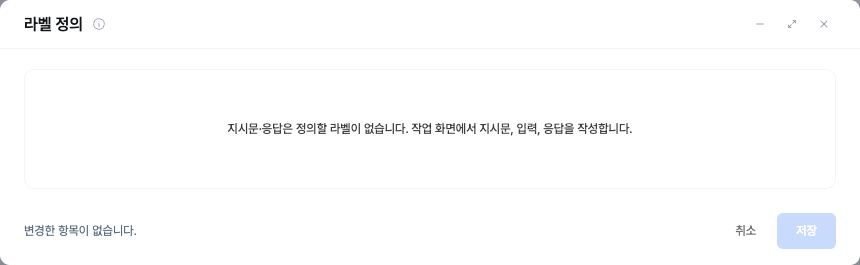 라벨 정의
지시문·응답은 정의할 라벨이 없습니다. 작업 화면에서 지시문, 입력, 응답을 작성합니다.
변경한 항목이 없습니다.
취소
저장